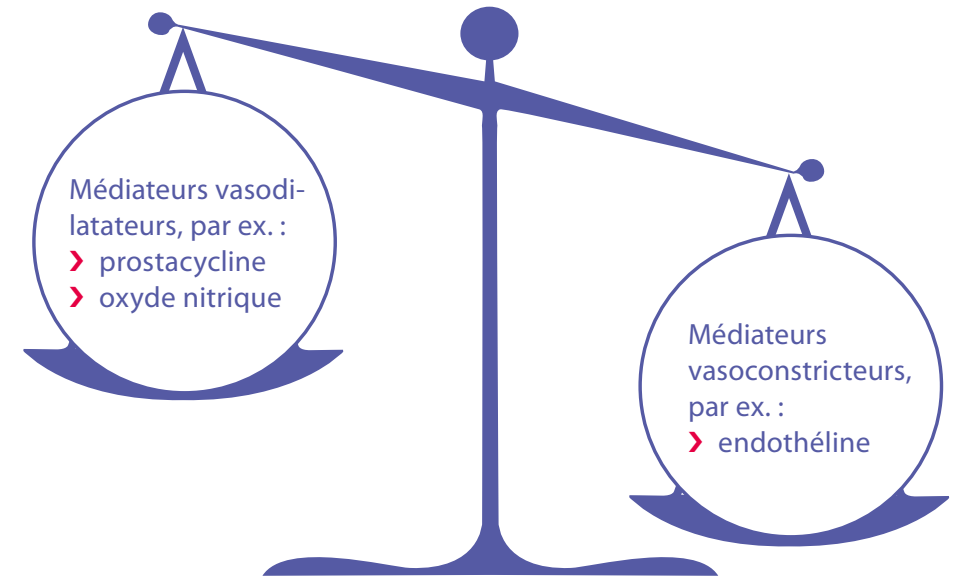 Médiateurs vasodi-
latateurs, par ex. :
› prostacycline
› oxyde nitrique
Médiateurs
vasoconstricteurs,
par ex. :
› endothéline